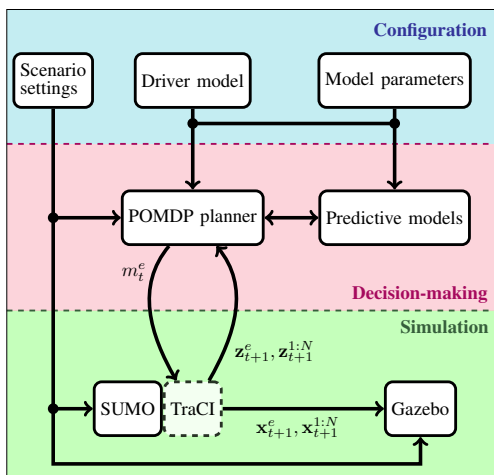 Configuration
Scenario
settings
Driver model
Model parameters
POMDP planner
Predictive models
m_t^e
Decision-making
Simulation
z_{t+1}^e, z_{t+1}^{1:N}
SUMO
TraCI
Gazebo
x_{t+1}^e, x_{t+1}^{1:N}